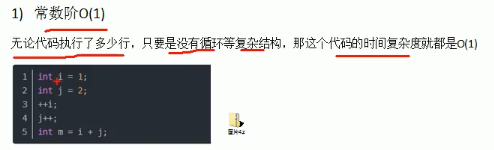 1) 常数阶O(1)
无论代码执行了多少行，只要是没有循环等复杂结构，那这个代码的时间复杂度就都是O(1)
1 int i = 1;
2 int j = 2;
3 ++i;
4 j++;
5 int m = i + j;